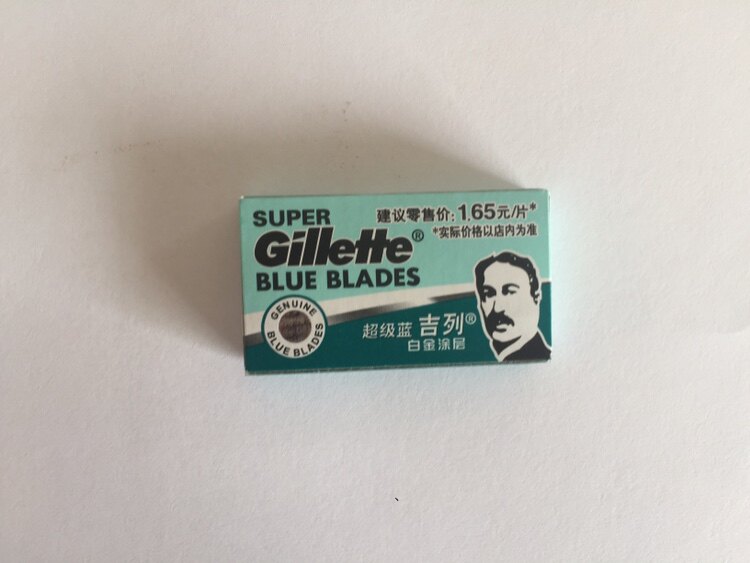 SUPER
Gillette®
BLUE BLADES
建议零售价: 1.65元/片*
*实际价格以店内为准
GENUINE
BLUE BLADES
超级蓝 吉列®
白金涂层